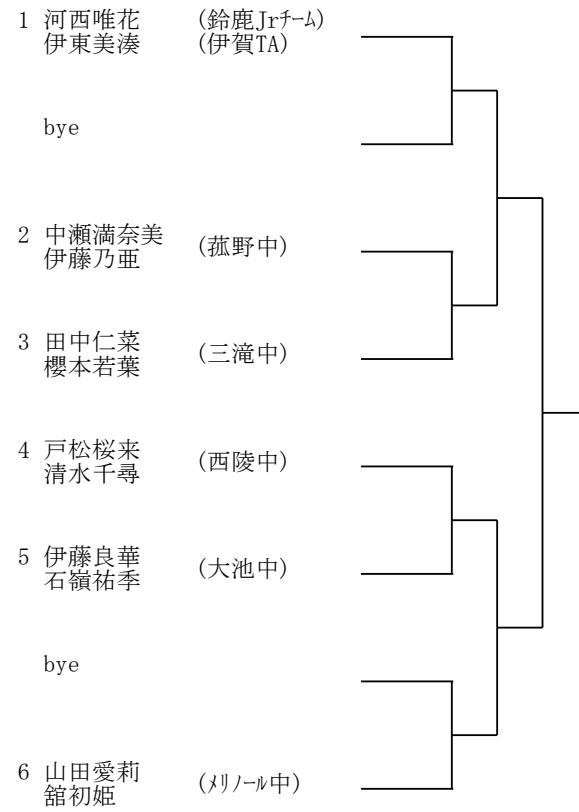 1 河西唯花 (鈴鹿Jrﾁｰﾑ)
伊東美湊 (伊賀TA)
bye
2 中瀬満奈美
伊藤乃亜
(菰野中)
3 田中仁菜
櫻本若葉
(三滝中)
4 戸松桜来
清水千尋
(西陵中)
5 伊藤良華
石嶺祐季
(大池中)
bye
6 山田愛莉
舘初姫
(ﾒﾘﾉｰﾙ中)